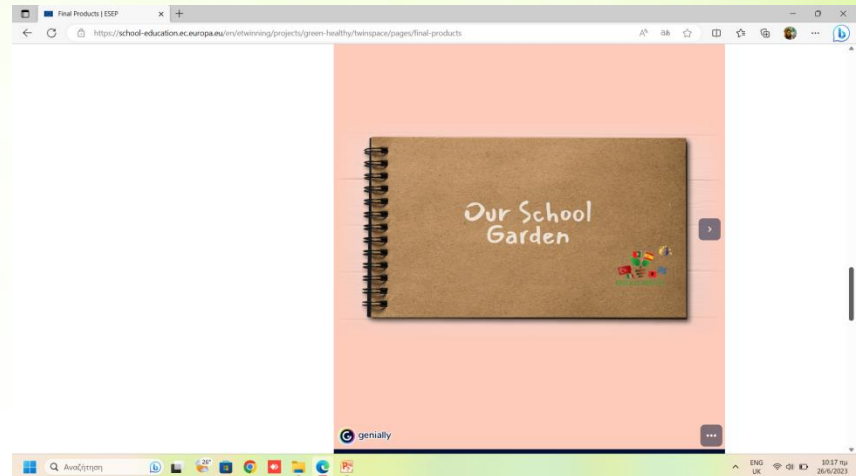 Final Products | ESEP
https://school-education.ec.europa.eu/en/etwinning/projects/green-healthy/twinspace/pages/final-products
Our School
Garden
genially
Αναζήτηση
26°
ENG
UK
10:17 πμ
26/6/2023